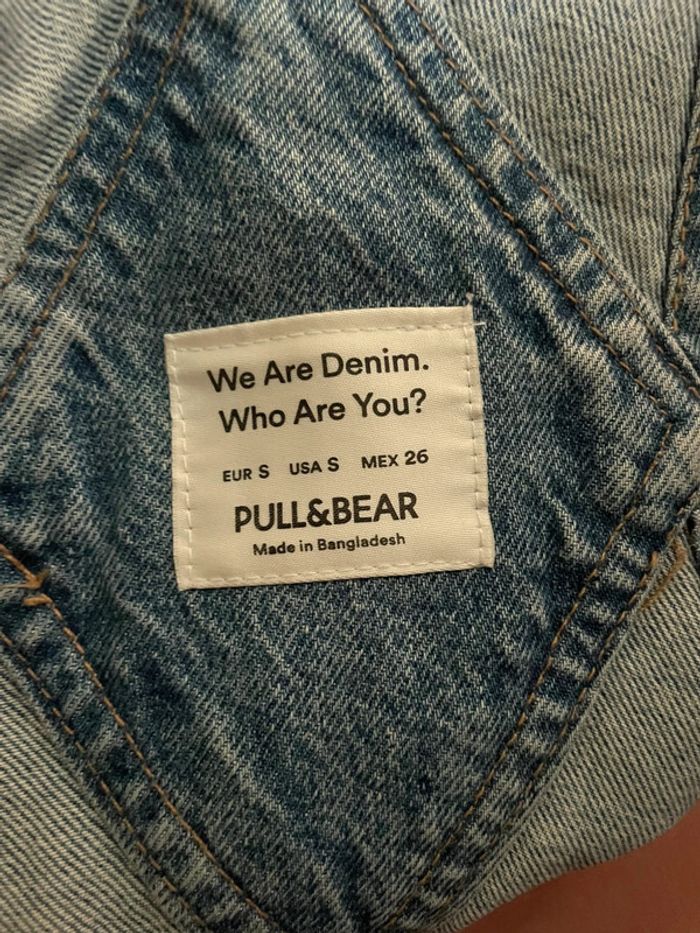 We Are Denim.
Who Are You?
EUR S USA S MEX 26
PULL&BEAR
Made in Bangladesh